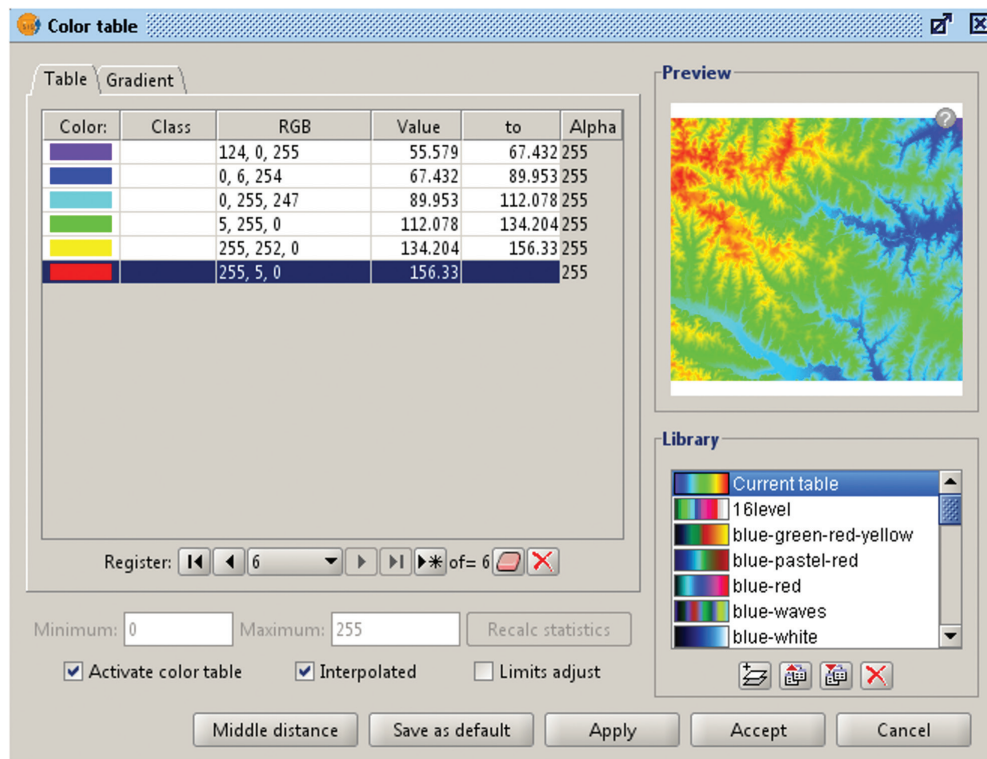 Color table
Table Gradient
Color: Class RGB Value to Alpha
124, 0, 255 55.579 67.432 255
0, 6, 254 67.432 89.953 255
0, 255, 247 89.953 112.078 255
5, 255, 0 112.078 134.204 255
255, 252, 0 134.204 156.33 255
255, 5, 0 156.33 255
Register: 6 of= 6
Minimum: 0 Maximum: 255 Recalc statistics
Activate color table Interpolated Limits adjust
Preview
?
Library
Current table
16level
blue-green-red-yellow
blue-pastel-red
blue-red
blue-waves
blue-white
Middle distance Save as default Apply Accept Cancel